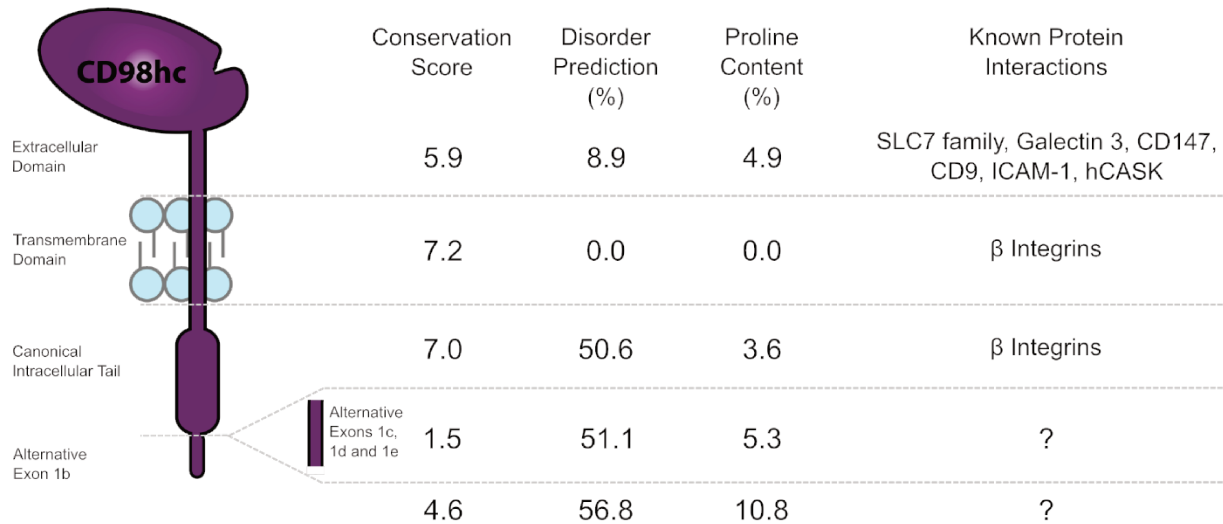 CD98hc
Conservation
Score
Disorder
Prediction
(%)
Proline
Content
(%)
Known Protein
Interactions
Extracellular
Domain
5.9
8.9
4.9
SLC7 family, Galectin 3, CD147,
CD9, ICAM-1, hCASK
Transmembrane
Domain
7.2
0.0
0.0
β Integrins
Canonical
Intracellular Tail
7.0
50.6
3.6
β Integrins
Alternative
Exons 1c,
1d and 1e
1.5
51.1
5.3
?
Alternative
Exon 1b
4.6
56.8
10.8
?